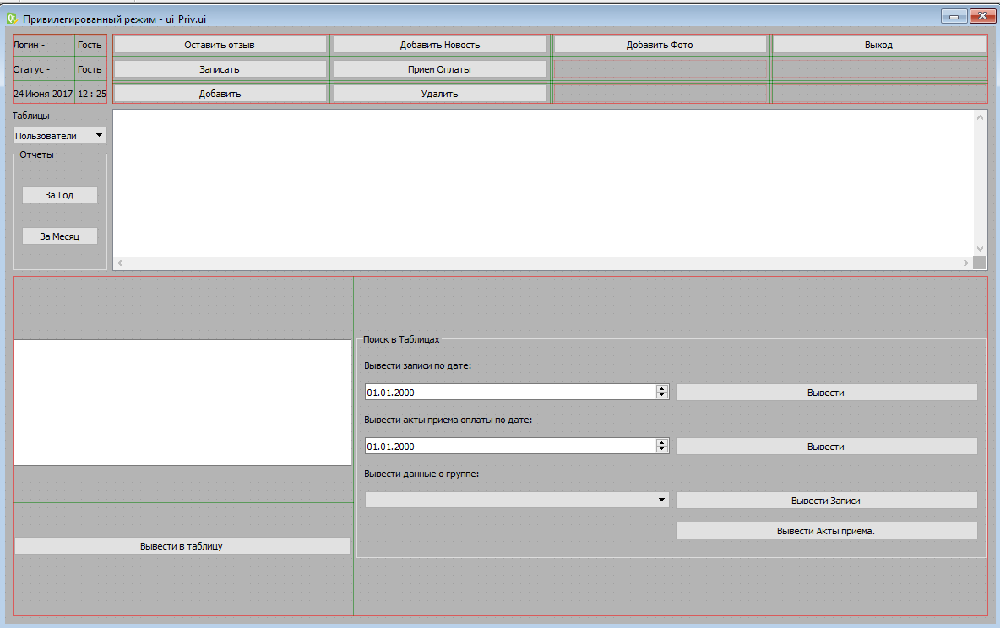 Привилегированный режим - ui_Priv.ui
Логин - Гость Оставить отзыв Добавить Новость Добавить Фото Выход
Статус - Гость Записать Прием Оплаты
24 Июня 2017 12 : 25 Добавить Удалить
Таблицы
Пользователи
Отчеты
За Год
За Месяц
Поиск в Таблицах
Вывести записи по дате:
01.01.2000 Вывести
Вывести акты приема оплаты по дате:
01.01.2000 Вывести
Вывести данные о группе:
Вывести Записи
Вывести Акты приема.
Вывести в таблицу